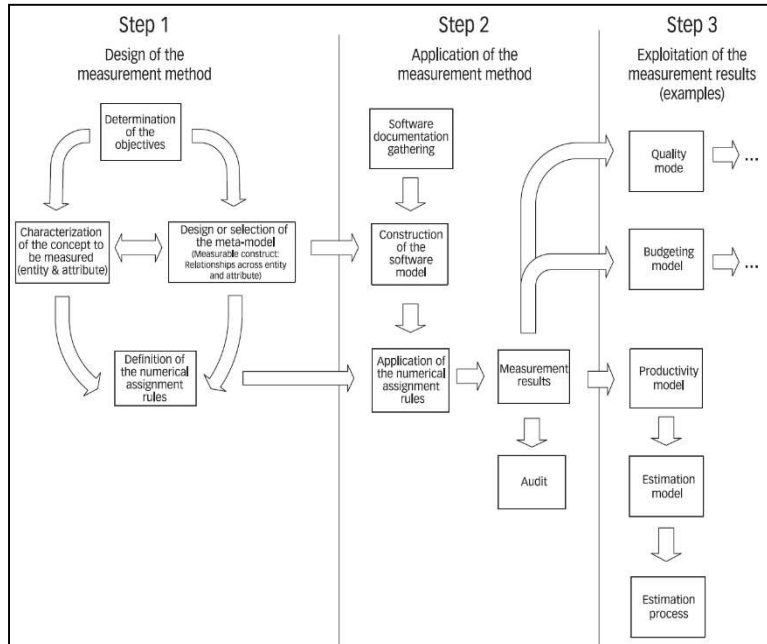 Step 1
Design of the
measurement method
Determination
of the
objectives
Characterization
of the concept to
be measured
(entity & attribute)
Design or selection
of the meta-model
(Measurable construct:
Relationships across entity
and attribute)
Definition of
the numerical
assignment
rules
Step 2
Application of the
measurement method
Software
documentation
gathering
Construction of
the software
model
Application of
the numerical
assignment
rules
Measurement
results
Audit
Step 3
Exploitation of the
measurement results
(examples)
Quality
mode
...
Budgeting
model
...
Productivity
model
Estimation
model
Estimation
process